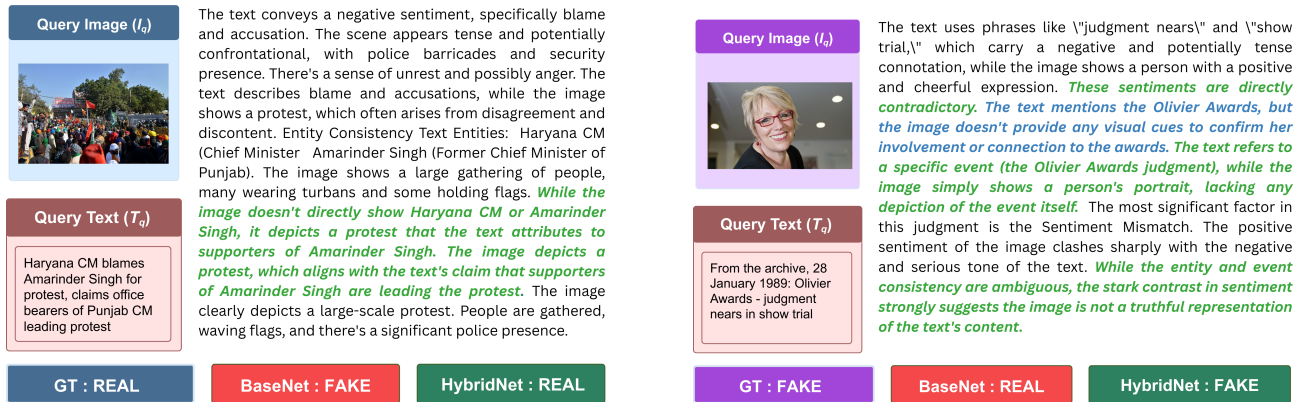 Query Image (Iq)
The text conveys a negative sentiment, specifically blame
and accusation. The scene appears tense and potentially
confrontational, with police barricades and security
presence. There's a sense of unrest and possibly anger. The
text describes blame and accusations, while the image
shows a protest, which often arises from disagreement and
discontent. Entity Consistency Text Entities: Haryana CM
(Chief Minister Amarinder Singh (Former Chief Minister of
Punjab). The image shows a large gathering of people,
many wearing turbans and some holding flags. While the
image doesn't directly show Haryana CM or Amarinder
Singh, it depicts a protest that the text attributes to
supporters of Amarinder Singh. The image depicts a
protest, which aligns with the text's claim that supporters
of Amarinder Singh are leading the protest. The image
clearly depicts a large-scale protest. People are gathered,
waving flags, and there's a significant police presence.
Query Text (Tq)
Haryana CM blames
Amarinder Singh for
protest, claims office
bearers of Punjab CM
leading protest
GT : REAL
BaseNet : FAKE
HybridNet : REAL
Query Image (Iq)
The text uses phrases like \"judgment nears\" and \"show
trial,\" which carry a negative and potentially tense
connotation, while the image shows a person with a positive
and cheerful expression. These sentiments are directly
contradictory. The text mentions the Olivier Awards, but
the image doesn't provide any visual cues to confirm her
involvement or connection to the awards. The text refers to
a specific event (the Olivier Awards judgment), while the
image simply shows a person's portrait, lacking any
depiction of the event itself. The most significant factor in
this judgment is the Sentiment Mismatch. The positive
sentiment of the image clashes sharply with the negative
and serious tone of the text. While the entity and event
consistency are ambiguous, the stark contrast in sentiment
strongly suggests the image is not a truthful representation
of the text's content.
Query Text (Tq)
From the archive, 28
January 1989: Olivier
Awards - judgment
nears in show trial
GT : FAKE
BaseNet : REAL
HybridNet : FAKE